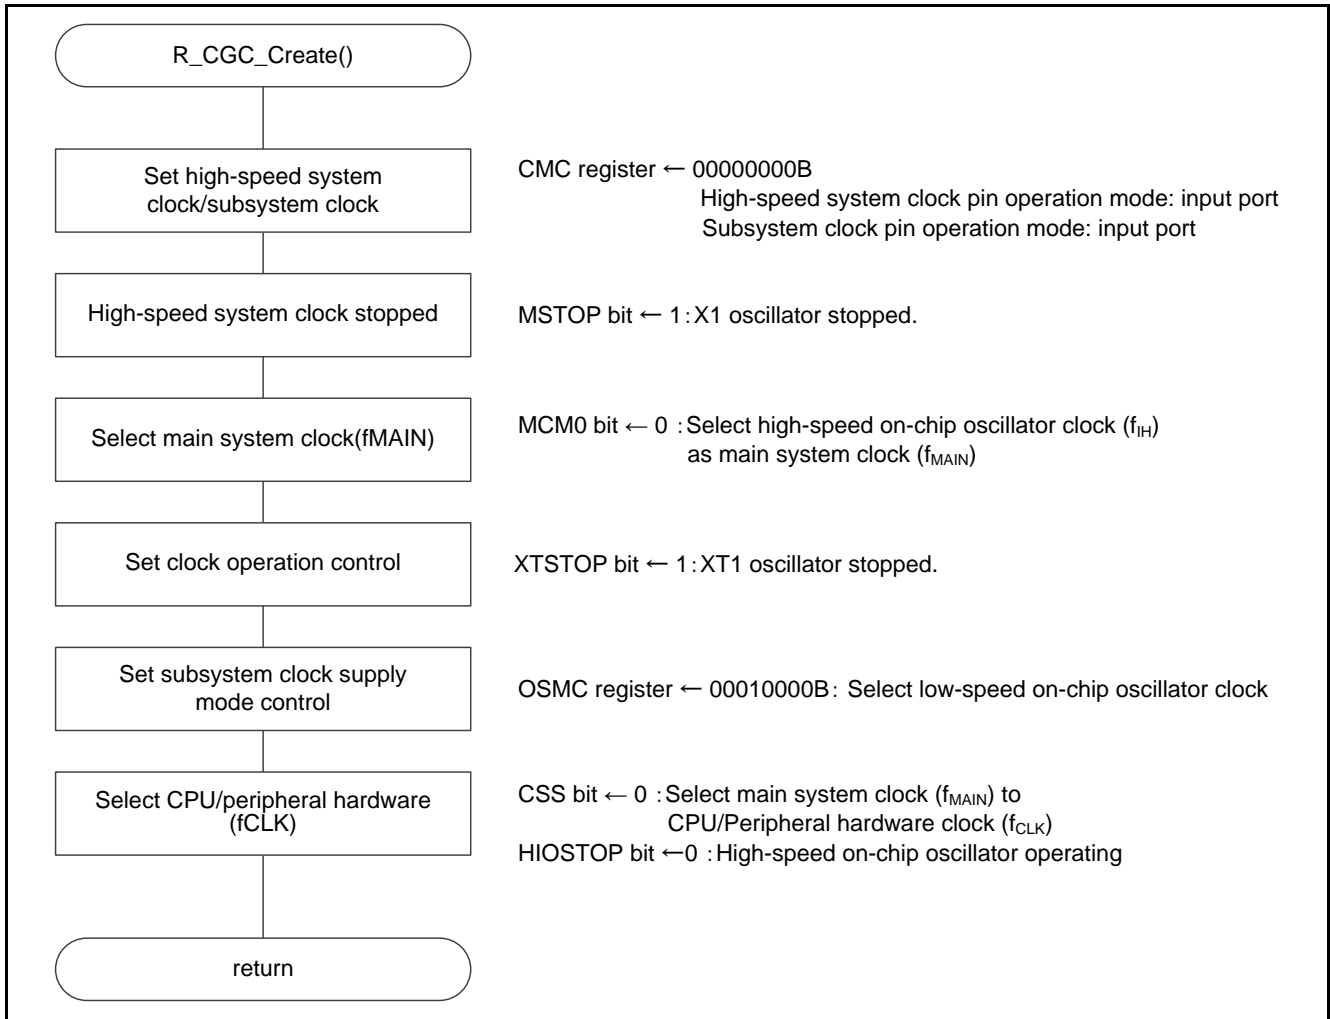 R_CGC_Create()
Set high-speed system
clock/subsystem clock
CMC register ← 00000000B
High-speed system clock pin operation mode: input port
Subsystem clock pin operation mode: input port
High-speed system clock stopped
MSTOP bit ← 1：X1 oscillator stopped.
Select main system clock(fMAIN)
MCM0 bit ← 0 ：Select high-speed on-chip oscillator clock (fIH)
as main system clock (fMAIN)
Set clock operation control
XTSTOP bit ← 1：XT1 oscillator stopped.
Set subsystem clock supply
mode control
OSMC register ← 00010000B： Select low-speed on-chip oscillator clock
Select CPU/peripheral hardware
(fCLK)
CSS bit ← 0 ：Select main system clock (fMAIN) to
CPU/Peripheral hardware clock (fCLK)
HIOSTOP bit ←0 ：High-speed on-chip oscillator operating
return